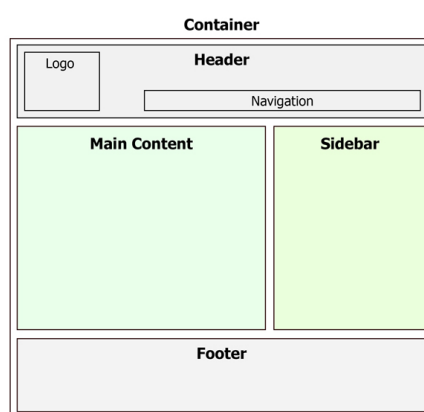 Container
Logo
Header
Navigation
Main Content
Sidebar
Footer